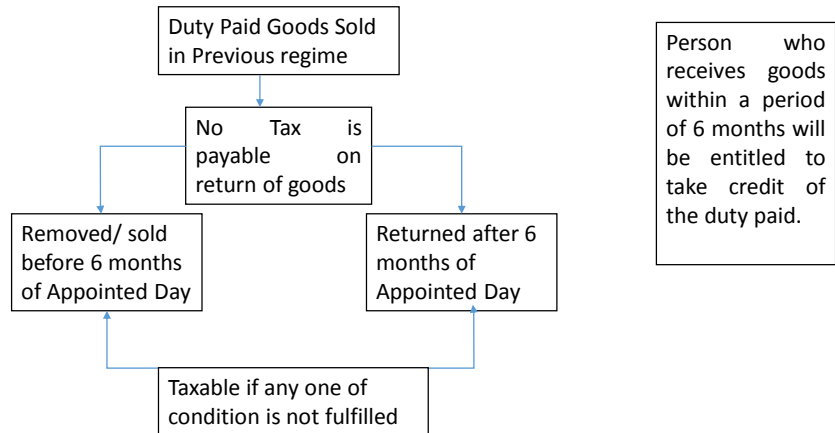 Duty Paid Goods Sold
in Previous regime
No Tax is
payable on
return of goods
Removed/ sold
before 6 months
of Appointed Day
Returned after 6
months of
Appointed Day
Taxable if any one of
condition is not fulfilled
Person who
receives goods
within a period
of 6 months will
be entitled to
take credit of
the duty paid.